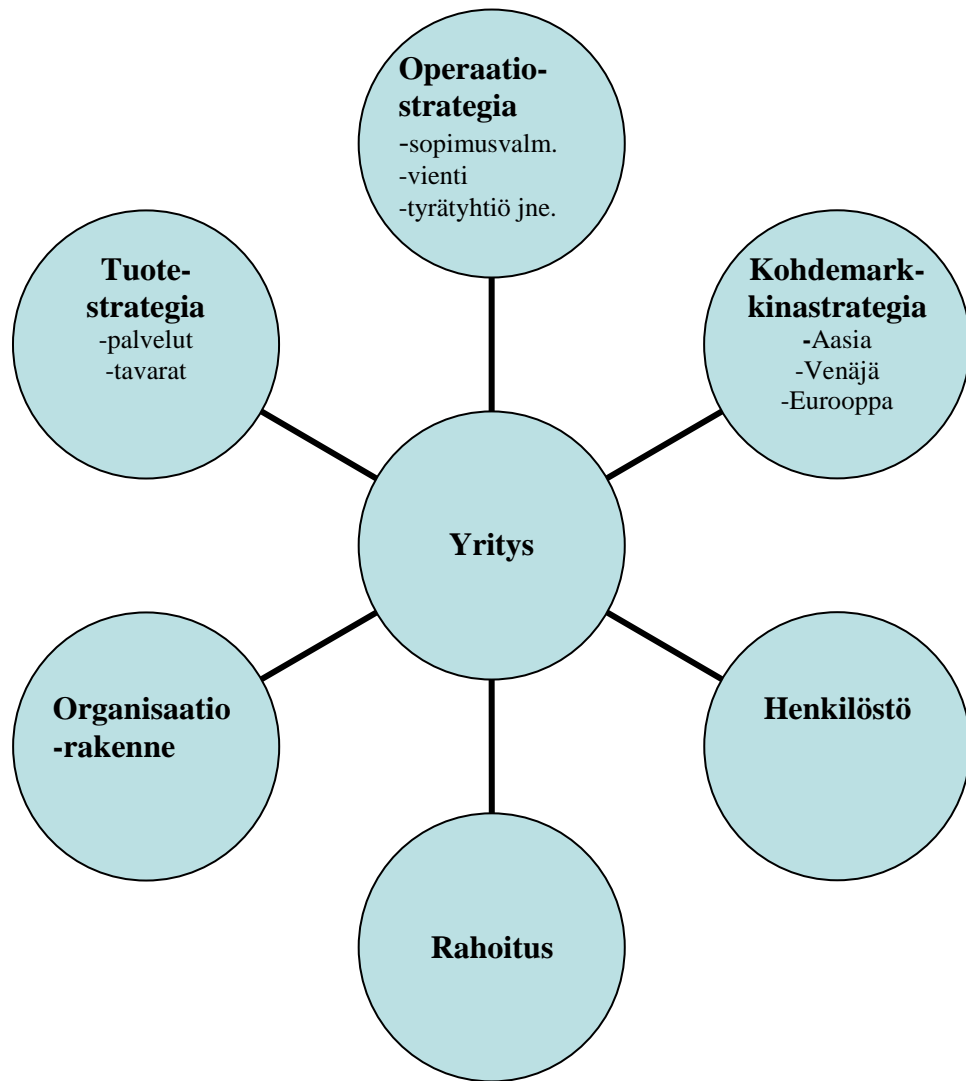 Operaatio-
strategia
-sopimusvalm.
-vienti
-tyrätyhtiö jne.
Tuote-
strategia
-palvelut
-tavarat
Kohdemark-
kinastrategia
-Aasia
-Venäjä
-Eurooppa
Yritys
Organisaatio
-rakenne
Henkilöstö
Rahoitus